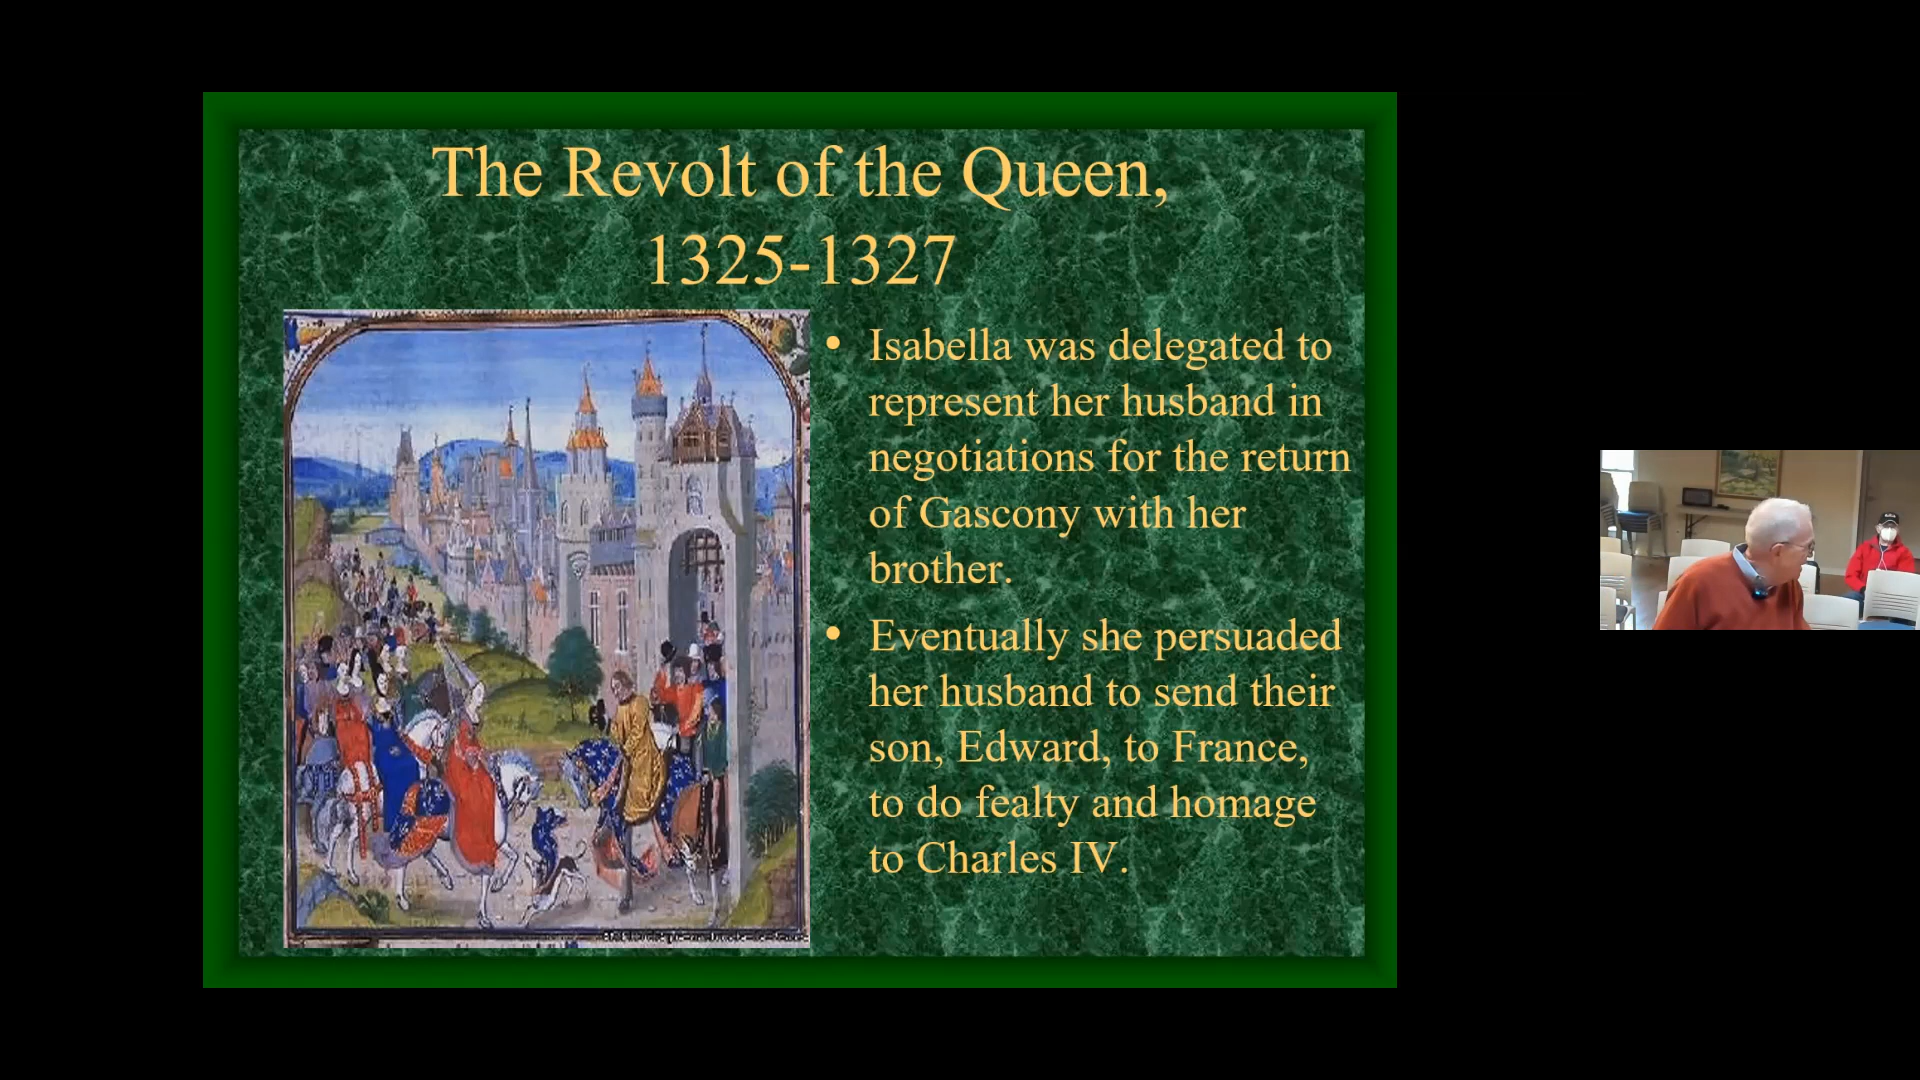 The Revolt of the Queen,
1325-1327
• Isabella was delegated to
represent her husband in
negotiations for the return
of Gascony with her
brother.
• Eventually she persuaded
her husband to send their
son, Edward, to France,
to do fealty and homage
to Charles IV.